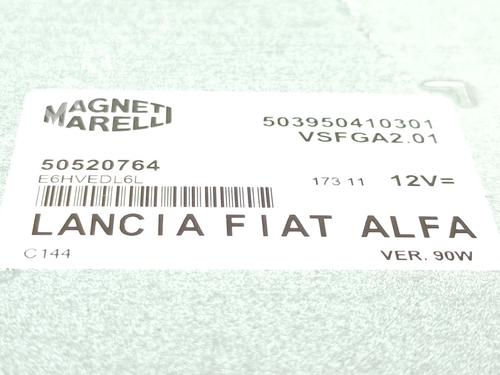 MAGNETI
MARELLI
503950410301
VSFGA2.01
50520764
E6HVEDL6L
173 11 12V=
LANCIA FIAT ALFA
C144
VER. 90W